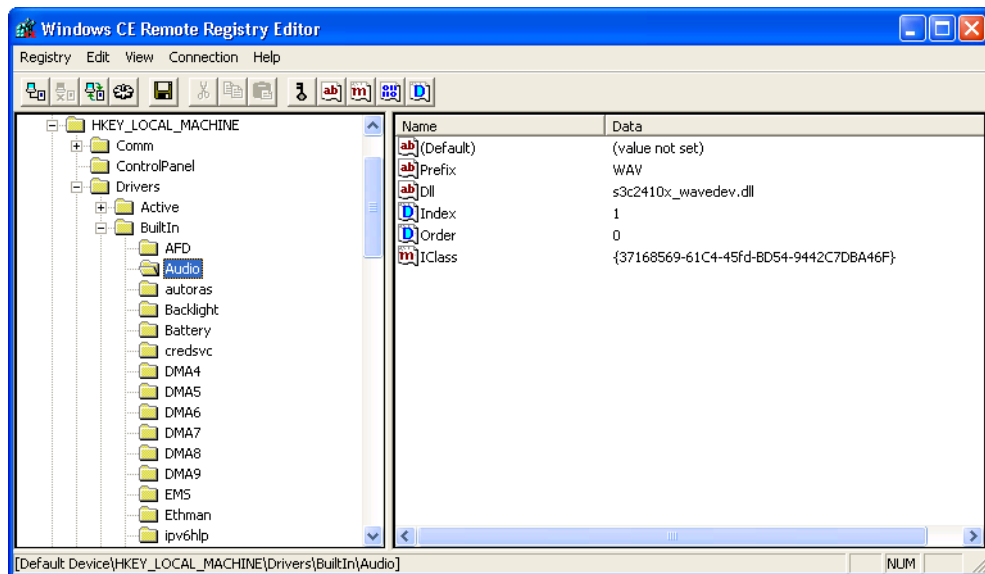 Windows CE Remote Registry Editor
Registry Edit View Connection Help
HKEY_LOCAL_MACHINE
Comm
ControlPanel
Drivers
Active
BuiltIn
AFD
Audio
autoras
Backlight
Battery
credsvc
DMA4
DMA5
DMA6
DMA7
DMA8
DMA9
EMS
Ethman
ipv6hlp
Name Data
ab (Default) (value not set)
ab Prefix WAV
ab Dll s3c2410x_wavedev.dll
D Index 1
D Order 0
m IClass {37168569-61C4-45fd-BD54-9442C7DBA46F}
[Default Device\HKEY_LOCAL_MACHINE\Drivers\BuiltIn\Audio] NUM